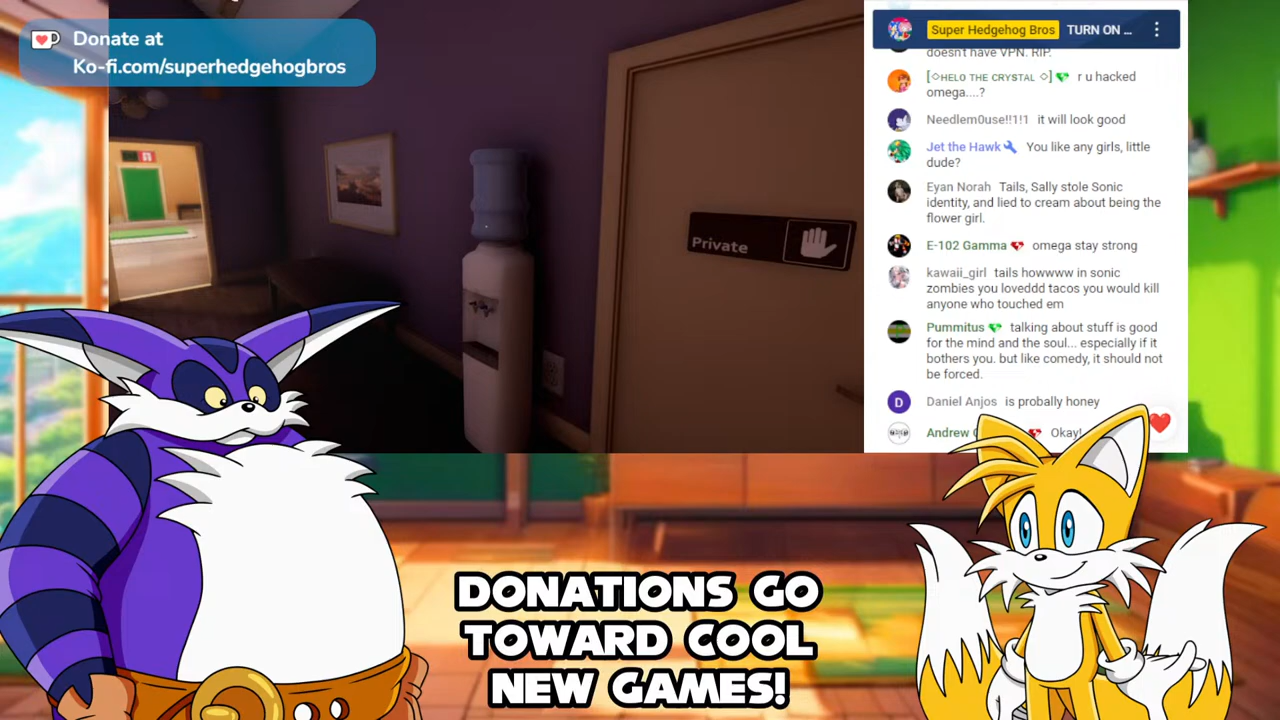 Donate at
Ko-fi.com/superhedgehogbros
Private
Super Hedgehog Bros TURN ON ...
doesn't have VPN. RIP.
[◇HELO THE CRYSTAL ◇] r u hacked
omega....?
Needlem0use!!1!1 it will look good
Jet the Hawk You like any girls, little
dude?
Eyan Norah Tails, Sally stole Sonic
identity, and lied to cream about being the
flower girl.
E-102 Gamma omega stay strong
kawaii_girl tails howwww in sonic
zombies you loveddd tacos you would kill
anyone who touched em
Pummitus talking about stuff is good
for the mind and the soul... especially if it
bothers you. but like comedy, it should not
be forced.
D Daniel Anjos is probally honey
Andrew Okay!
DONATIONS GO
TOWARD COOL
NEW GAMES!